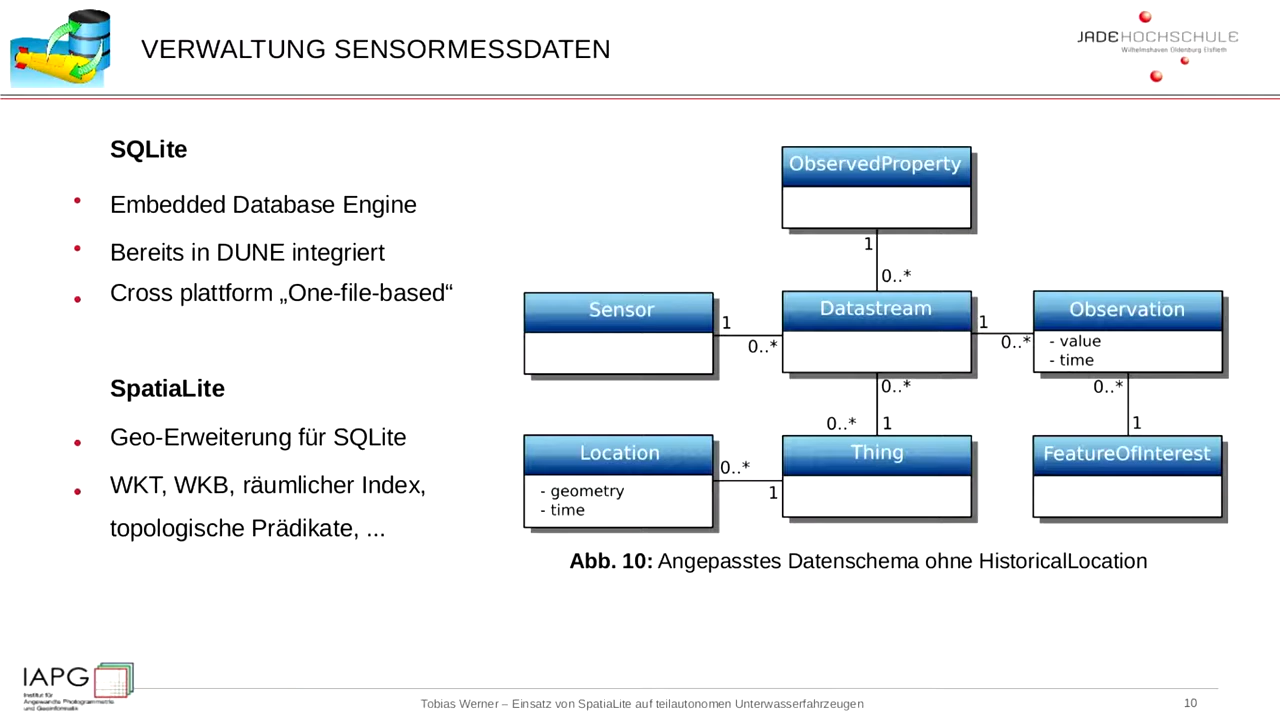 VERWALTUNG SENSORMESSDATEN
JADEHOCHSCHULE
Wilhelmshaven Oldenburg Elsfleth
SQLite
Embedded Database Engine
Bereits in DUNE integriert
Cross plattform „One-file-based“
SpatiaLite
Geo-Erweiterung für SQLite
WKT, WKB, räumlicher Index,
topologische Prädikate, ...
ObservedProperty
1
0..*
Sensor
1
0..*
Datastream
1
0..*
Observation
- value
- time
0..*
0..*
1
0..*
1
Location
- geometry
- time
0..*
1
Thing
FeatureOfInterest
Abb. 10: Angepasstes Datenschema ohne HistoricalLocation
IAPG
Institut für
Angewandte Photogrammetrie
und Geoinformatik
Tobias Werner – Einsatz von SpatiaLite auf teilautonomen Unterwasserfahrzeugen
10